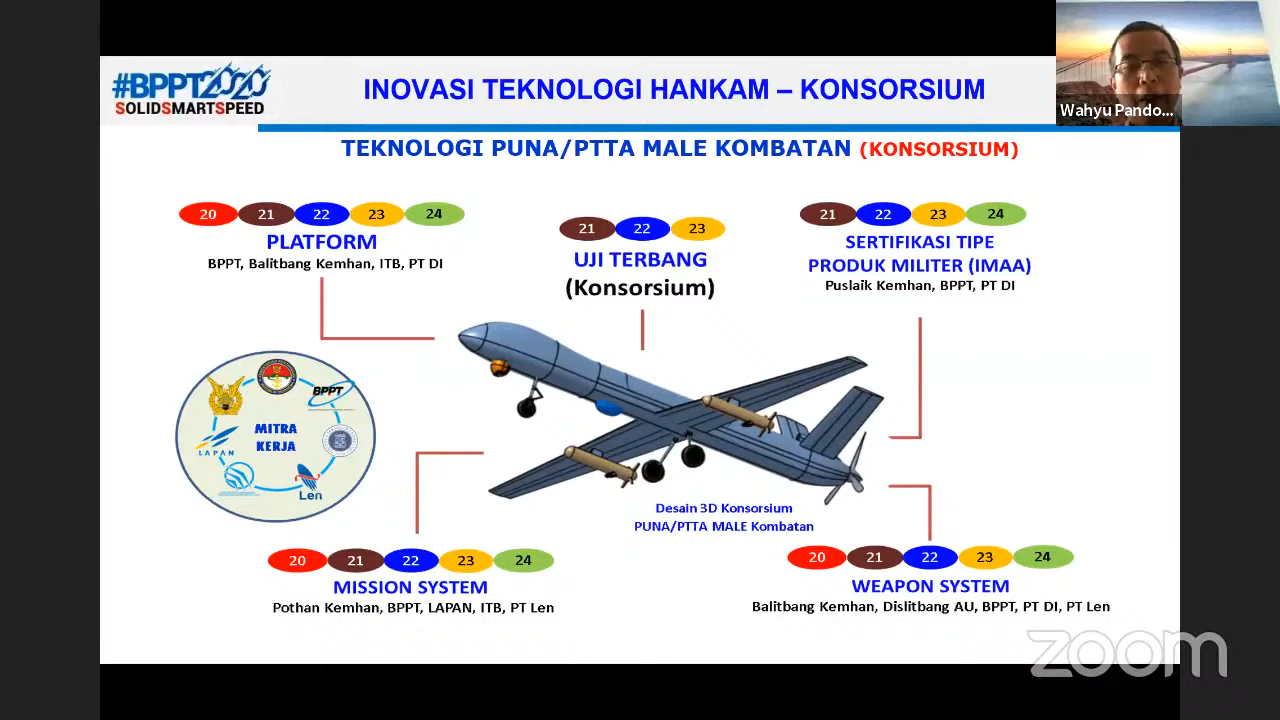 #BPPT2020
SOLIDSMARTSPEED
INOVASI TEKNOLOGI HANKAM – KONSORSIUM
Wahyu Pando...
TEKNOLOGI PUNA/PTTA MALE KOMBATAN (KONSORSIUM)
20 21 22 23 24
PLATFORM
BPPT, Balitbang Kemhan, ITB, PT DI
21 22 23
UJI TERBANG
(Konsorsium)
21 22 23 24
SERTIFIKASI TIPE
PRODUK MILITER (IMAA)
Puslaik Kemhan, BPPT, PT DI
BPPT
MITRA
KERJA
LAPAN
Len
Desain 3D Konsorsium
PUNA/PTTA MALE Kombatan
20 21 22 23 24
MISSION SYSTEM
Pothan Kemhan, BPPT, LAPAN, ITB, PT Len
20 21 22 23 24
WEAPON SYSTEM
Balitbang Kemhan, Dislitbang AU, BPPT, PT DI, PT Len
zoom